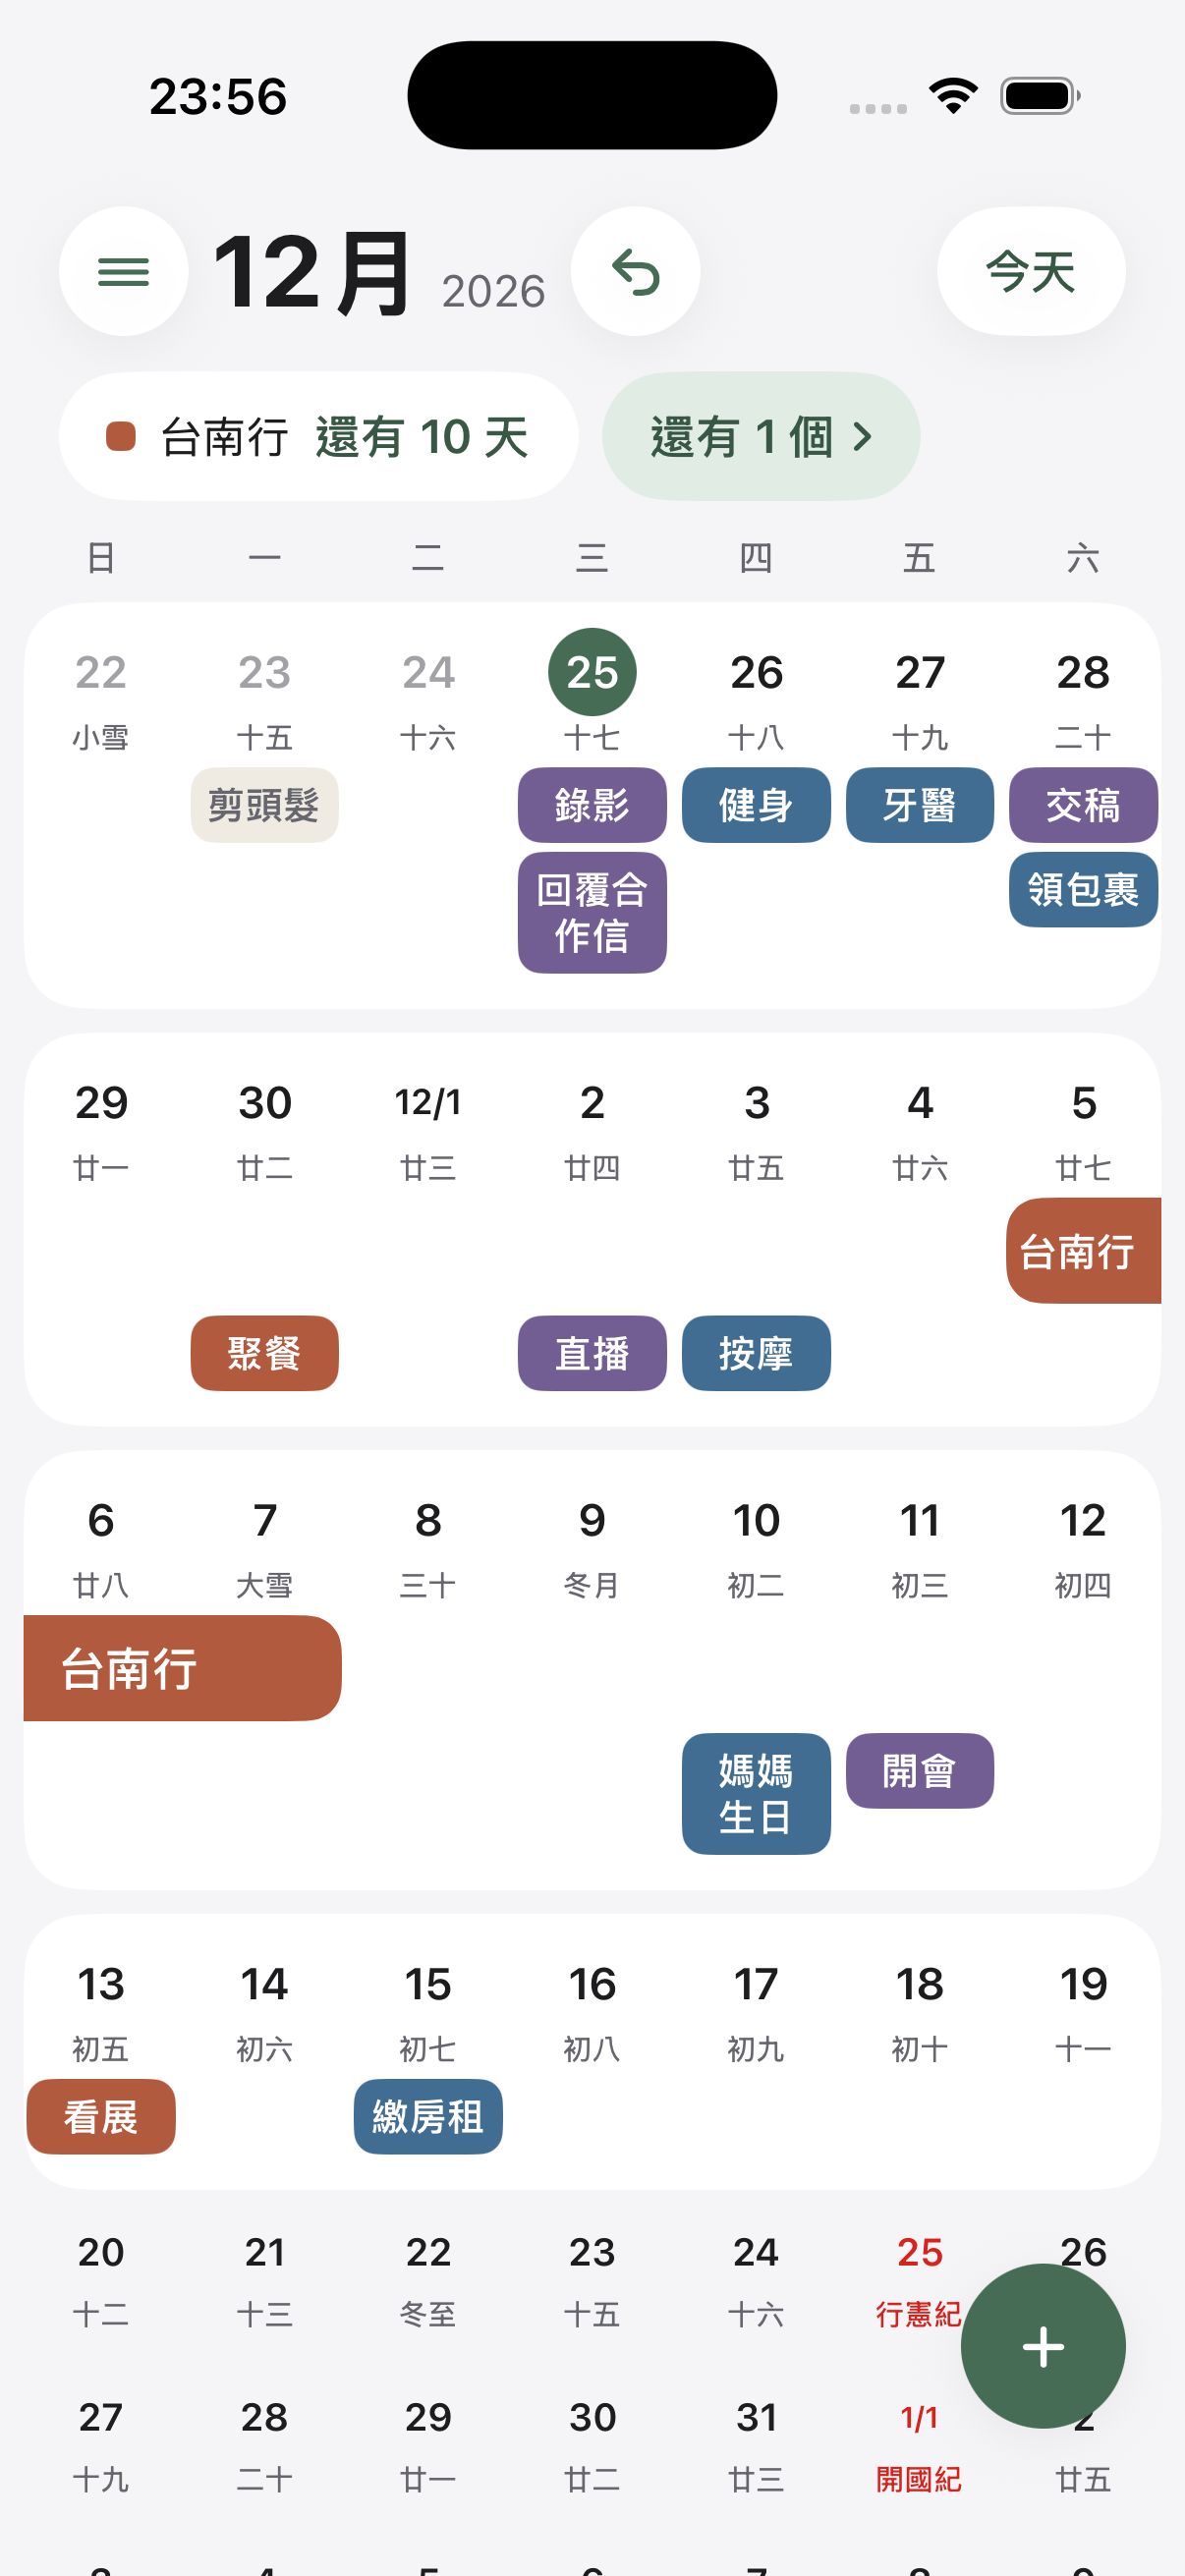 23:56
12月 2026
今天
台南行 還有 10 天
還有 1 個
日 一 二 三 四 五 六
22 23 24 25 26 27 28
小雪 十五 十六 十七 十八 十九 二十
剪頭髮 錄影 健身 牙醫 交稿
回覆合作信 領包裹
29 30 12/1 2 3 4 5
廿一 廿二 廿三 廿四 廿五 廿六 廿七
台南行
聚餐 直播 按摩
6 7 8 9 10 11 12
廿八 大雪 三十 冬月 初二 初三 初四
台南行
媽媽生日 開會
13 14 15 16 17 18 19
初五 初六 初七 初八 初九 初十 十一
看展 繳房租
20 21 22 23 24 25 26
十二 十三 冬至 十五 十六 行憲紀
27 28 29 30 31 1/1 2
十九 二十 廿一 廿二 廿三 開國紀 廿五